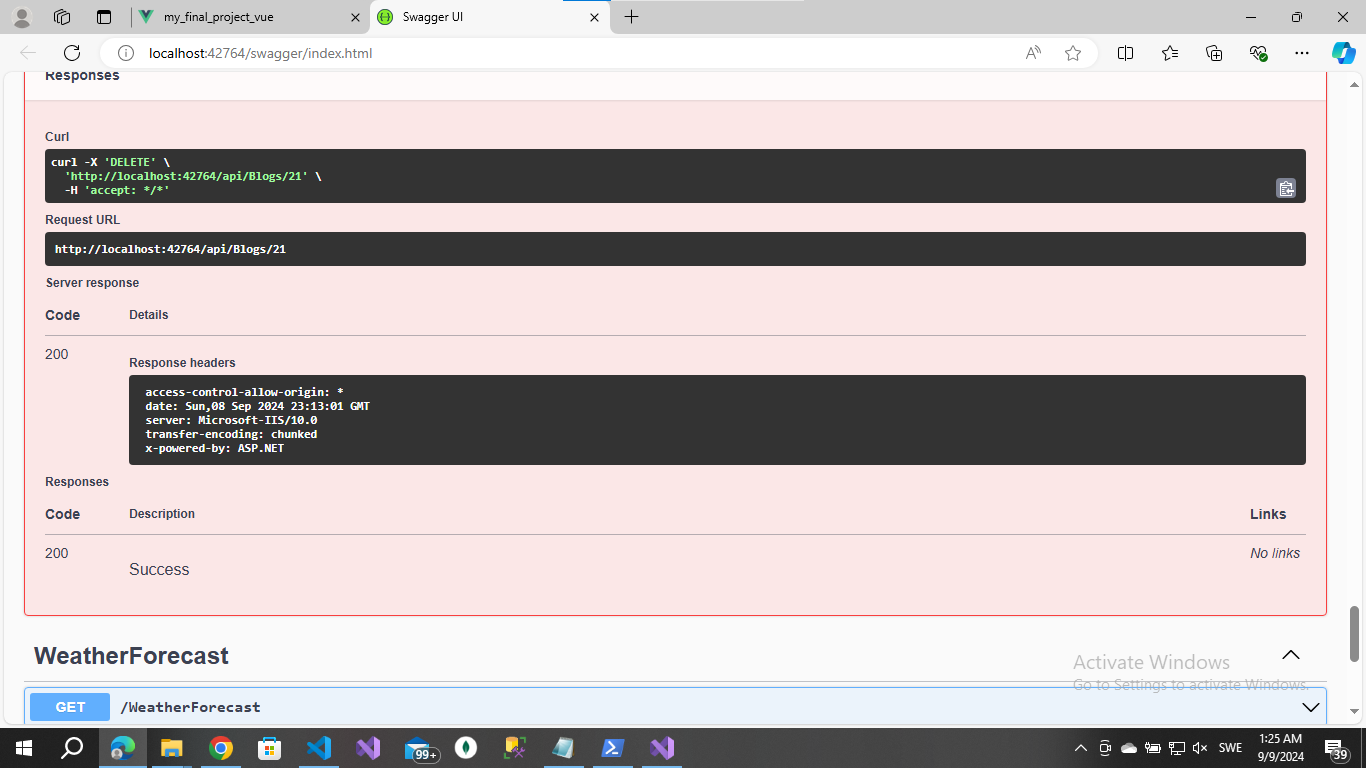 my_final_project_vue
Swagger UI
localhost:42764/swagger/index.html
Responses
Curl
curl -X 'DELETE' \
'http://localhost:42764/api/Blogs/21' \
-H 'accept: */*'
Request URL
http://localhost:42764/api/Blogs/21
Server response
Code Details
200
Response headers
access-control-allow-origin: *
date: Sun,08 Sep 2024 23:13:01 GMT
server: Microsoft-IIS/10.0
transfer-encoding: chunked
x-powered-by: ASP.NET
Responses
Code Description Links
200 No links
Success
WeatherForecast
Activate Windows
Go to Settings to activate Windows.
GET /WeatherForecast
99+
SWE
1:25 AM
9/9/2024
39